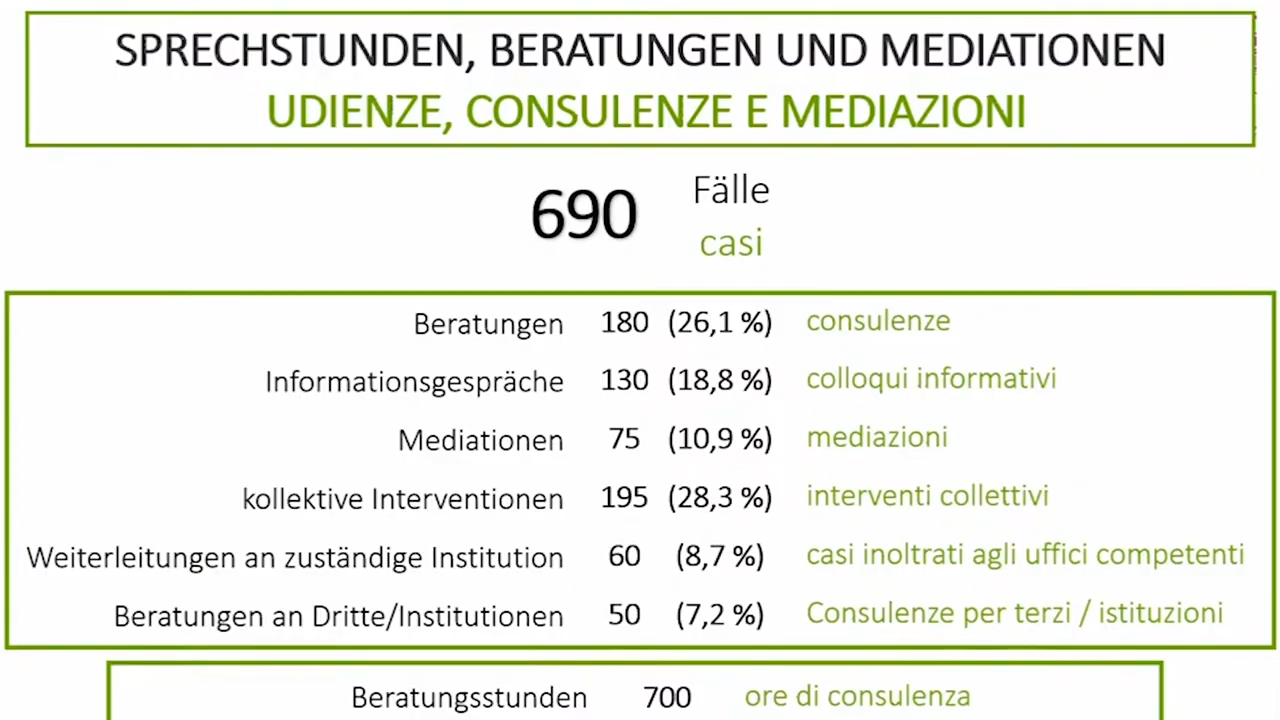 SPRECHSTUNDEN, BERATUNGEN UND MEDIATIONEN
UDIENZE, CONSULENZE E MEDIAZIONI
690 Fälle
casi
Beratungen 180 (26,1 %) consulenze
Informationsgespräche 130 (18,8 %) colloqui informativi
Mediationen 75 (10,9 %) mediazioni
kollektive Interventionen 195 (28,3 %) interventi collettivi
Weiterleitungen an zuständige Institution 60 (8,7 %) casi inoltrati agli uffici competenti
Beratungen an Dritte/Institutionen 50 (7,2 %) Consulenze per terzi / istituzioni
Beratungsstunden 700 ore di consulenza